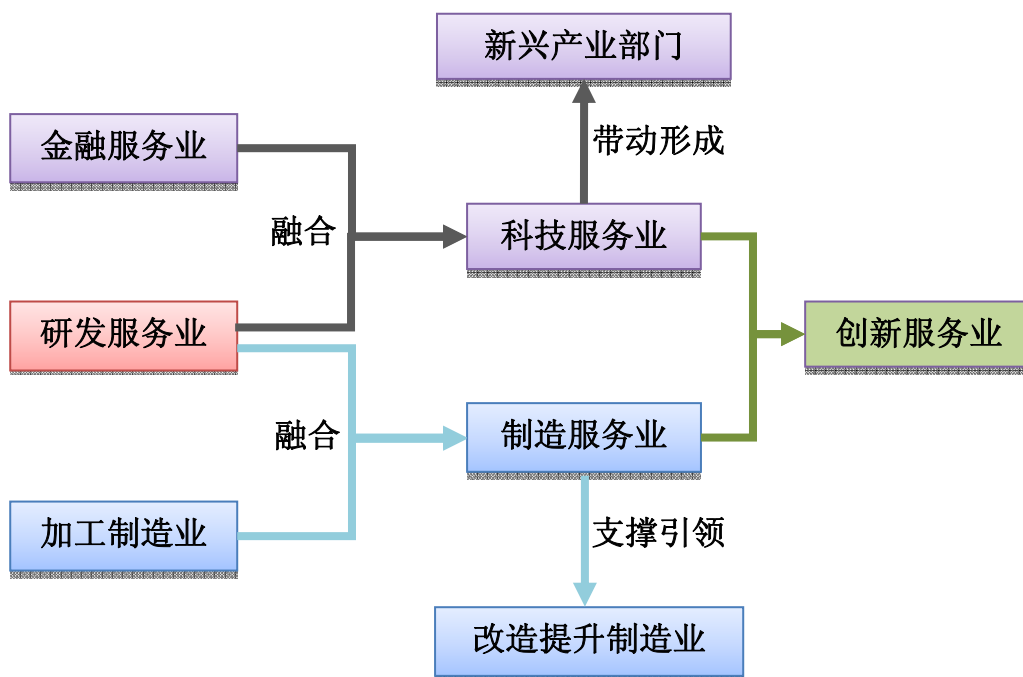 新兴产业部门
金融服务业
带动形成
融合
科技服务业
研发服务业
创新服务业
融合
制造服务业
加工制造业
支撑引领
改造提升制造业